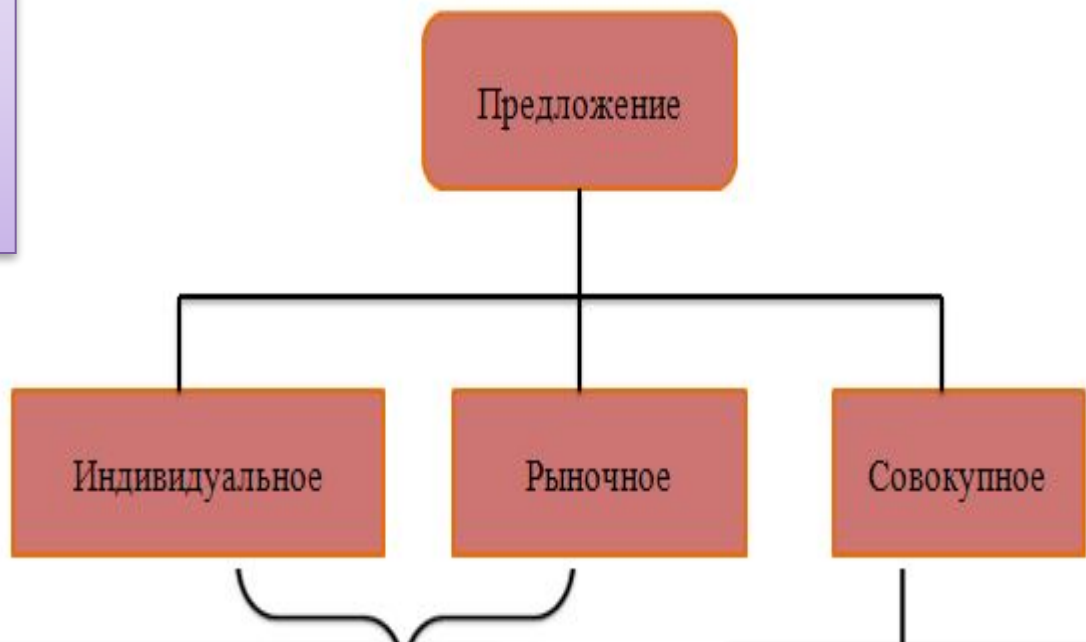 Предложение
Индивидуальное
Рыночное
Совокупное